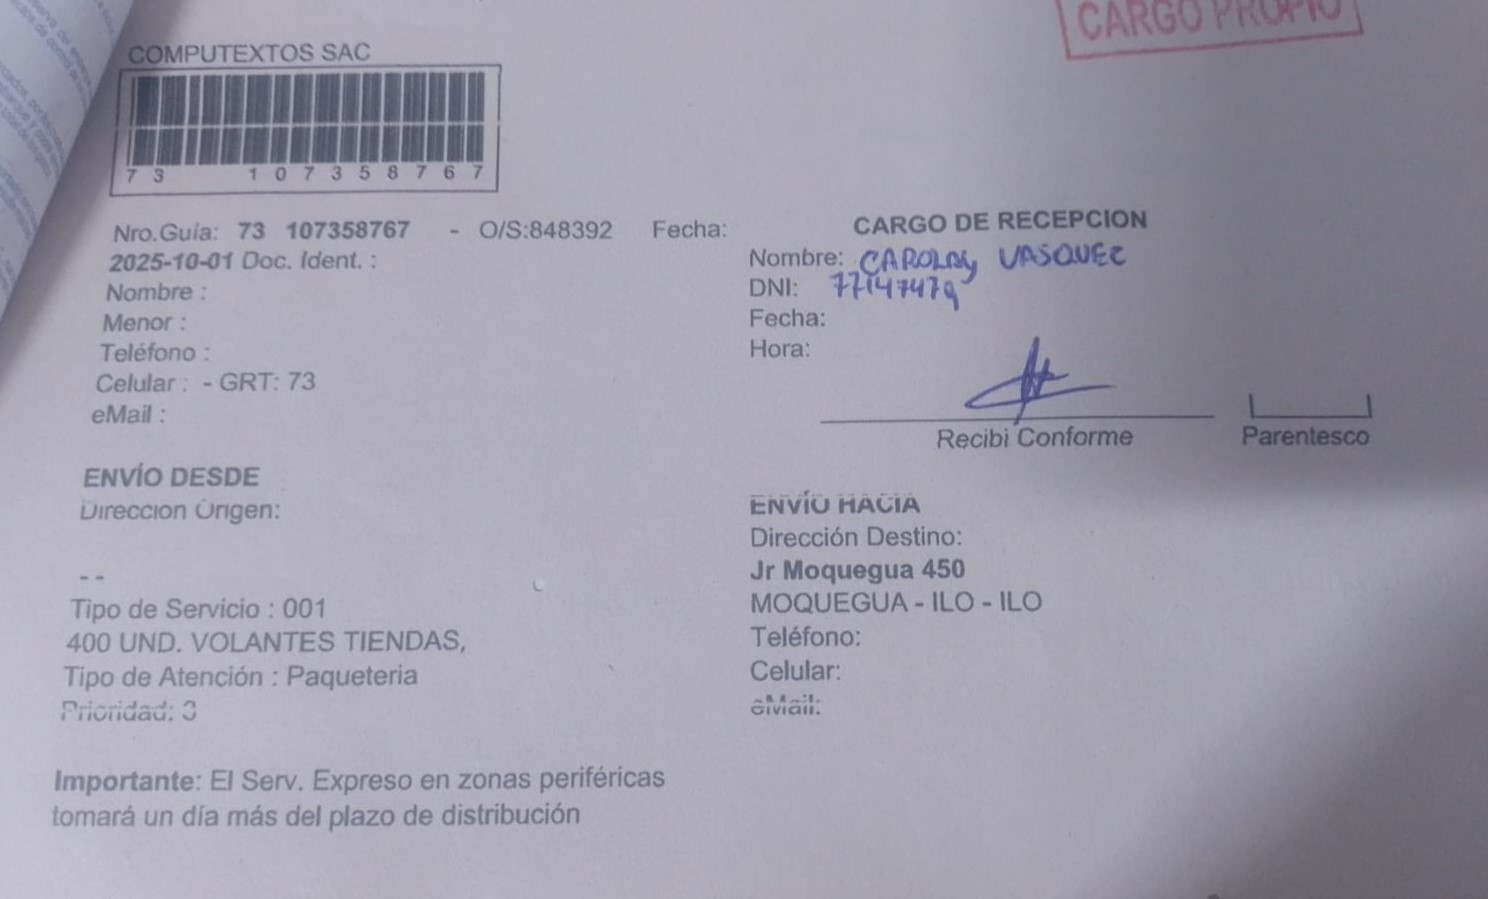 CARGO PROPIO
COMPUTEXTOS SAC
73 107358767
Nro.Guía: 73 107358767 - O/S:848392 Fecha:
2025-10-01 Doc. Ident. :
Nombre :
Menor :
Teléfono :
Celular : - GRT: 73
eMail :
CARGO DE RECEPCION
Nombre: CAROLAY VASQUEZ
DNI: 77147479
Fecha:
Hora:
Recibi Conforme
Parentesco
ENVÍO DESDE
Dirección Origen:
- -
Tipo de Servicio : 001
400 UND. VOLANTES TIENDAS,
Tipo de Atención : Paqueteria
Prioridad: 3
ENVÍO HACIA
Dirección Destino:
Jr Moquegua 450
MOQUEGUA - ILO - ILO
Teléfono:
Celular:
eMail:
Importante: El Serv. Expreso en zonas periféricas
tomará un día más del plazo de distribución